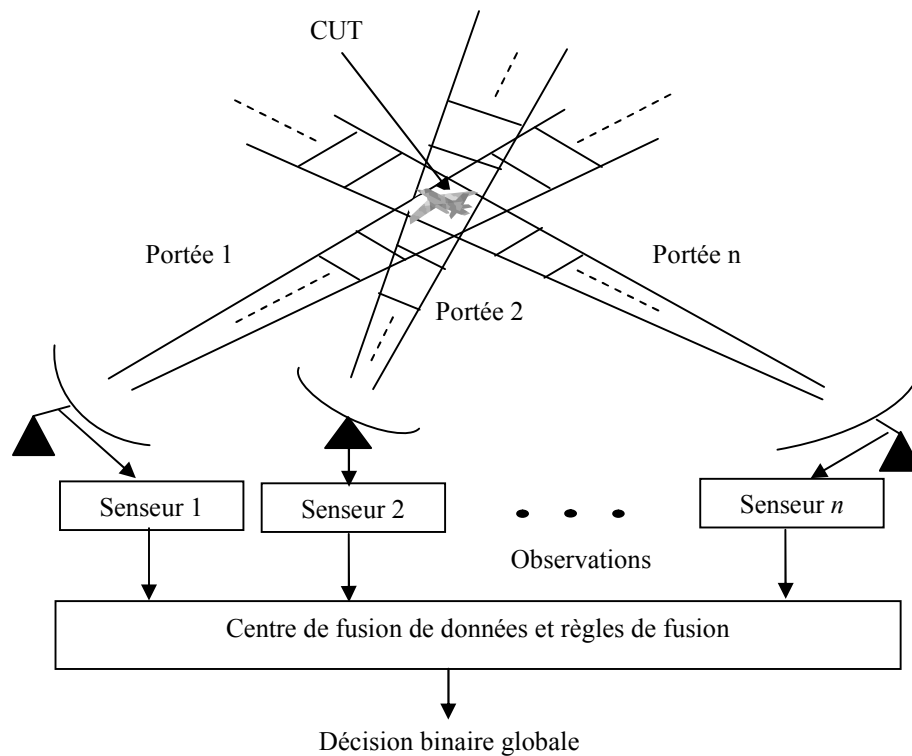 CUT
Portée 1
Portée n
Portée 2
Senseur 1
Senseur 2
Senseur n
Observations
Centre de fusion de données et règles de fusion
Décision binaire globale